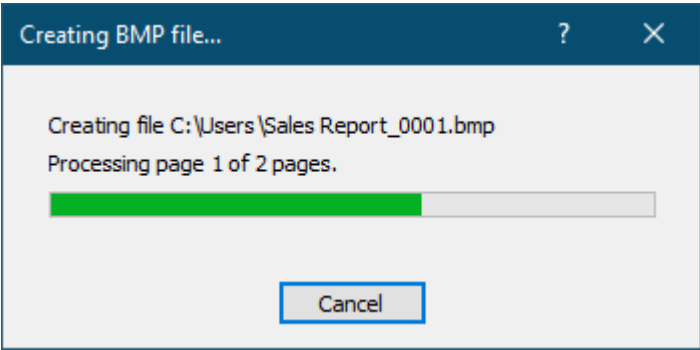 Creating BMP file... ?
Creating file C:\Users\Sales Report_0001.bmp
Processing page 1 of 2 pages.
Cancel